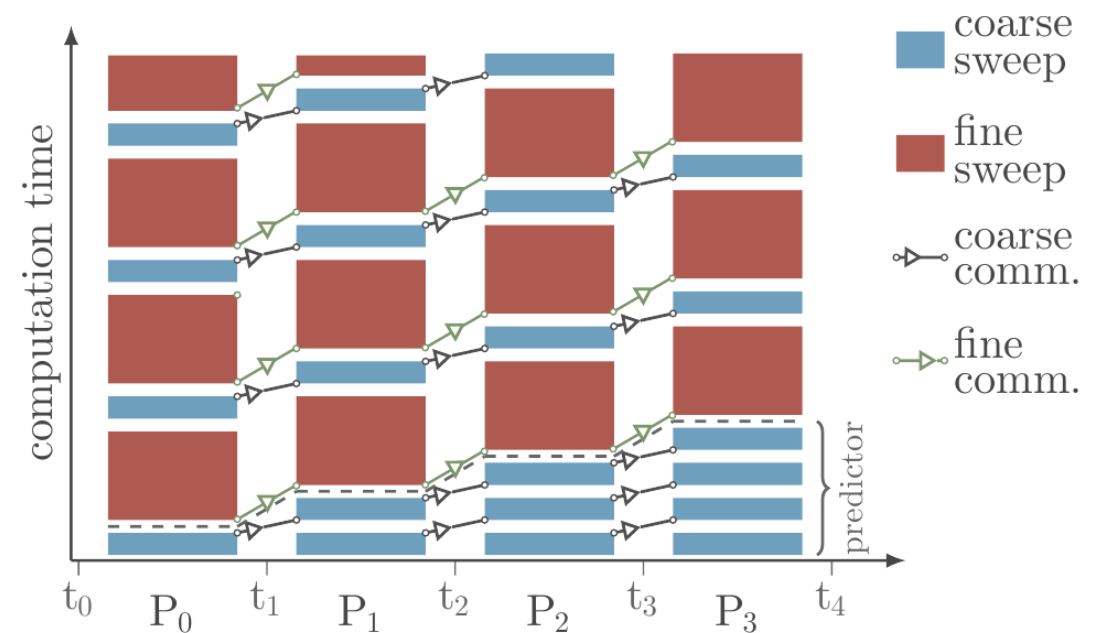 coarse
sweep
fine
sweep
coarse
comm.
fine
comm.
computation time
predictor
t₀ P₀ t₁ P₁ t₂ P₂ t₃ P₃ t₄